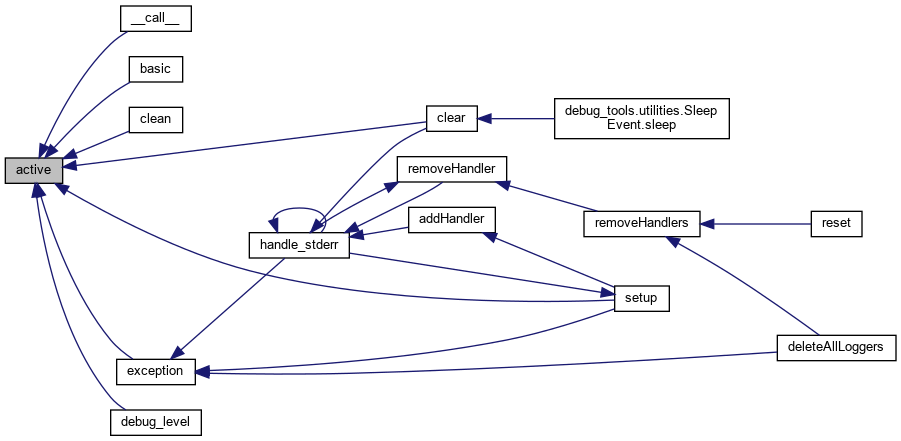 __call__
basic
clean
clear
debug_tools.utilities.Sleep
Event.sleep
active
removeHandler
addHandler
removeHandlers
reset
handle_stderr
setup
deleteAllLoggers
exception
debug_level